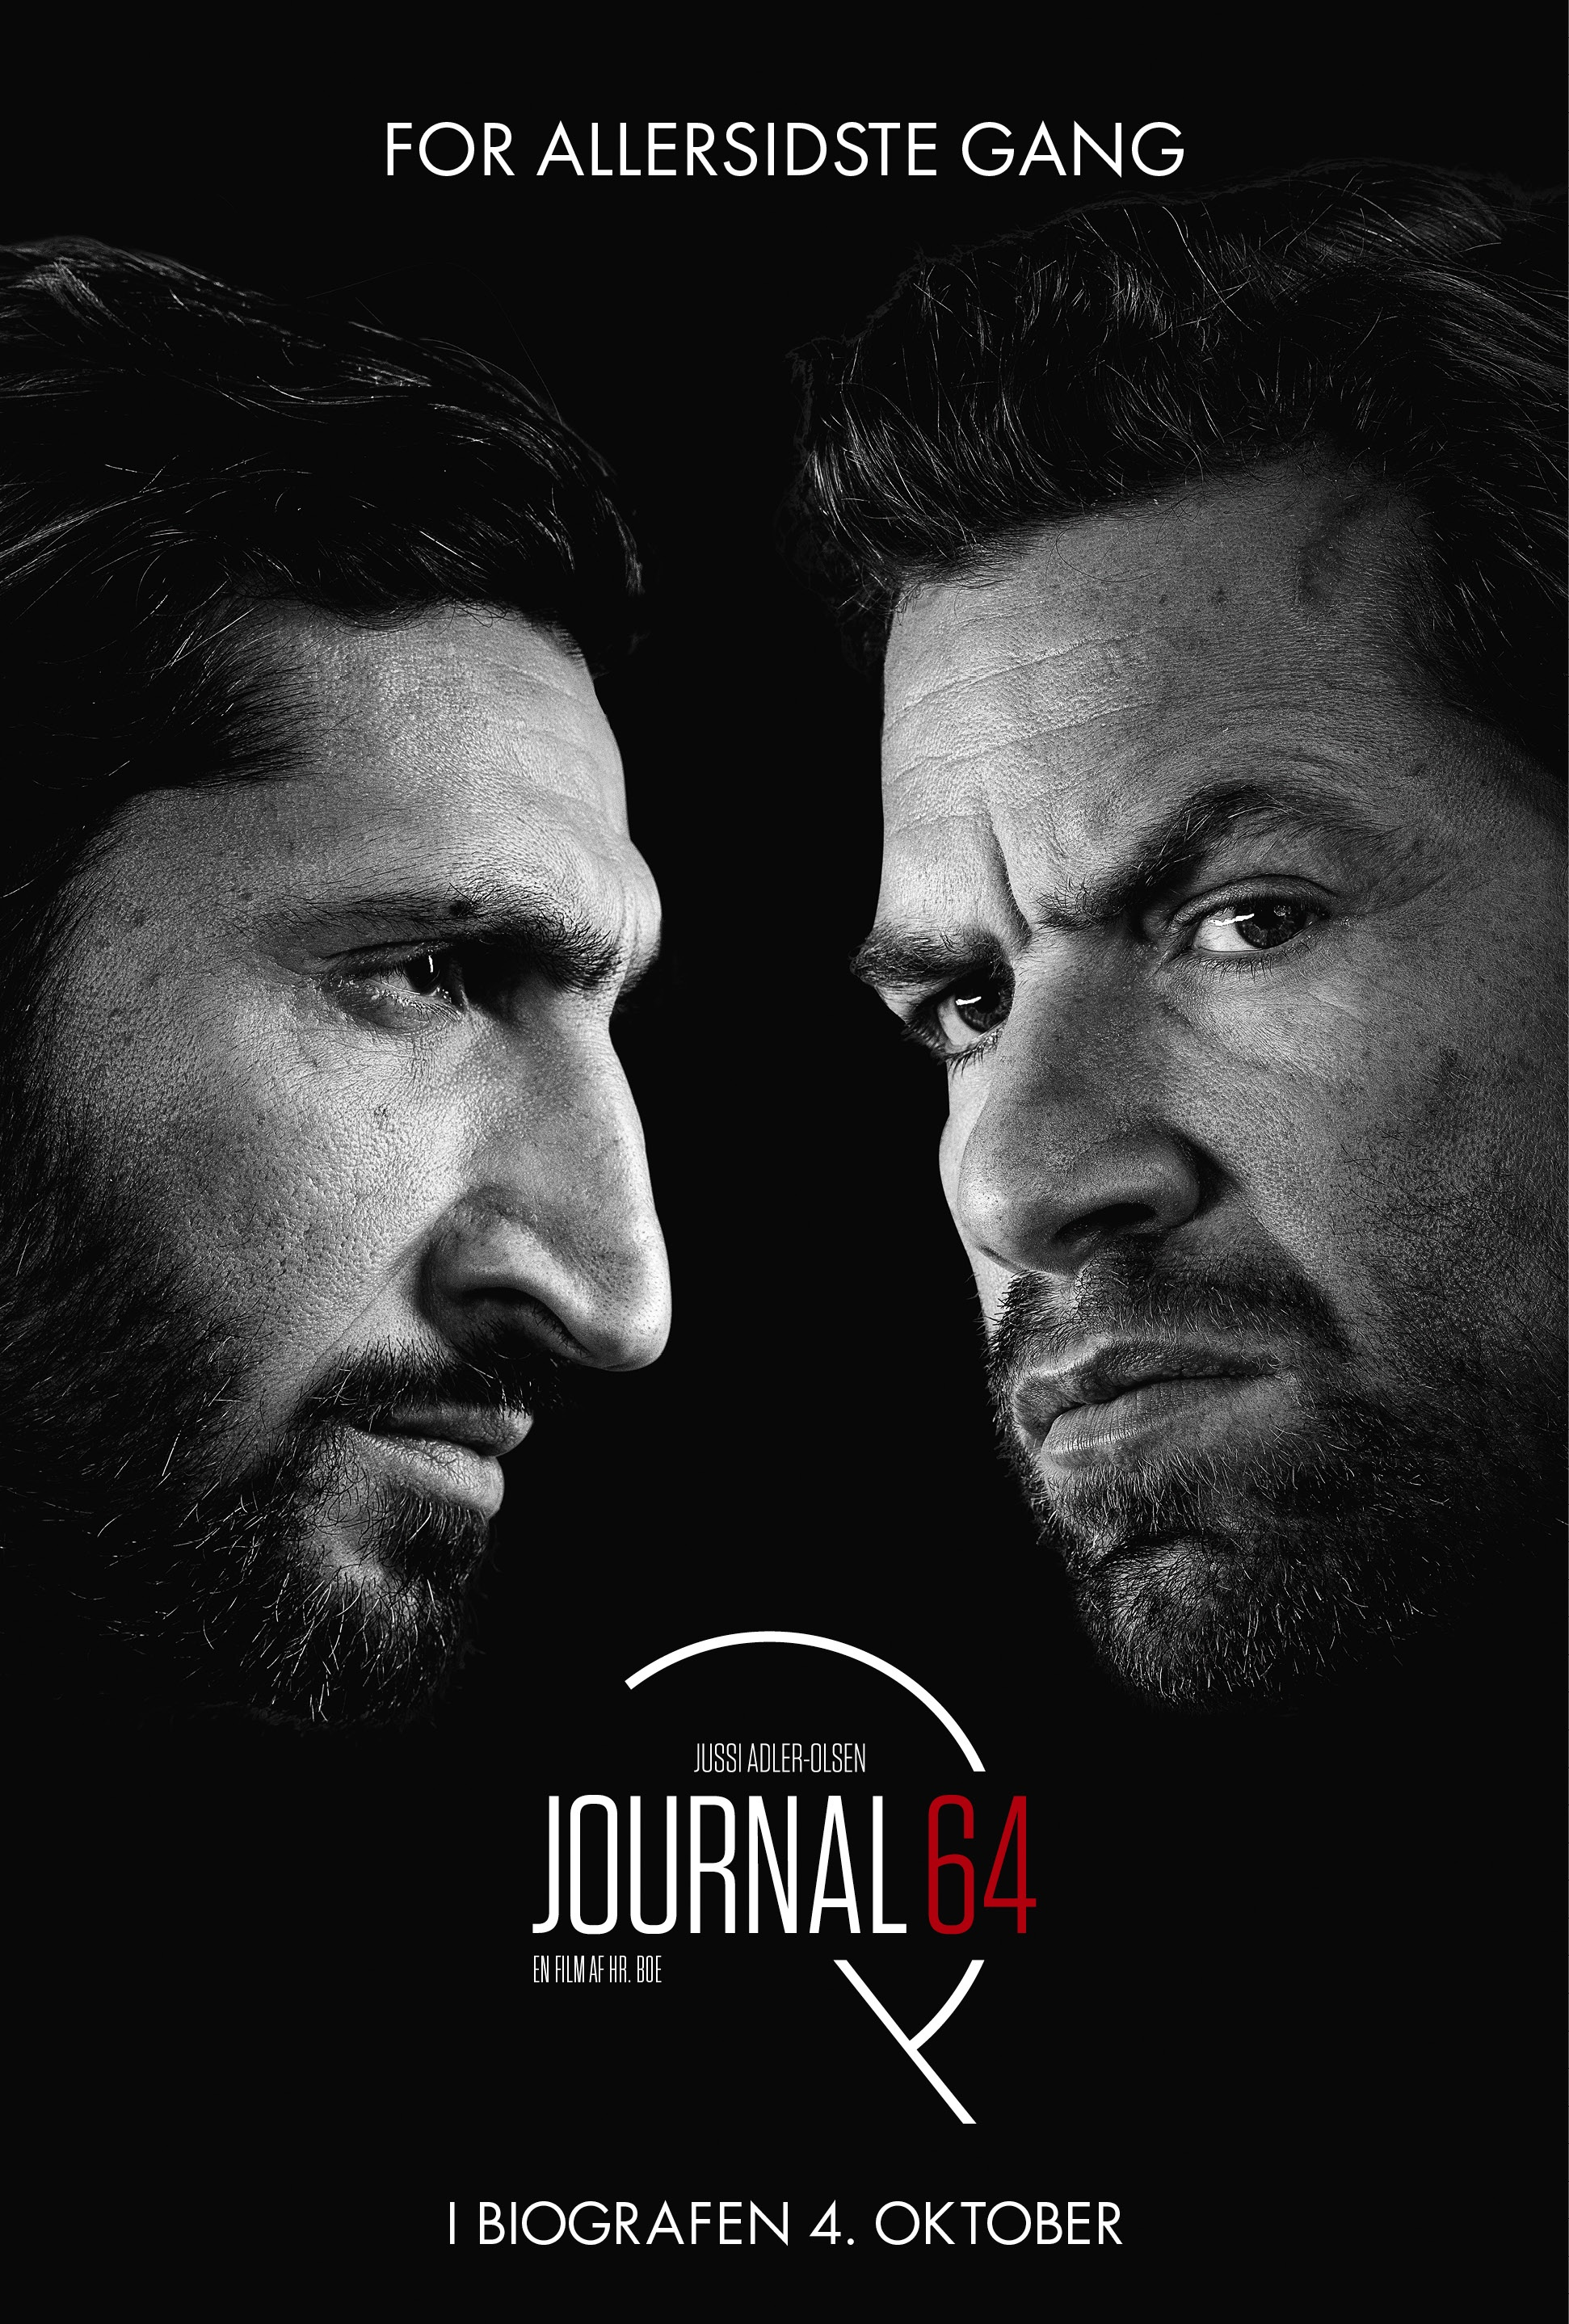 FOR ALLERSIDSTE GANG
JUSSI ADLER-OLSEN
JOURNAL 64
EN FILM AF HR. BOE
I BIOGRAFEN 4. OKTOBER